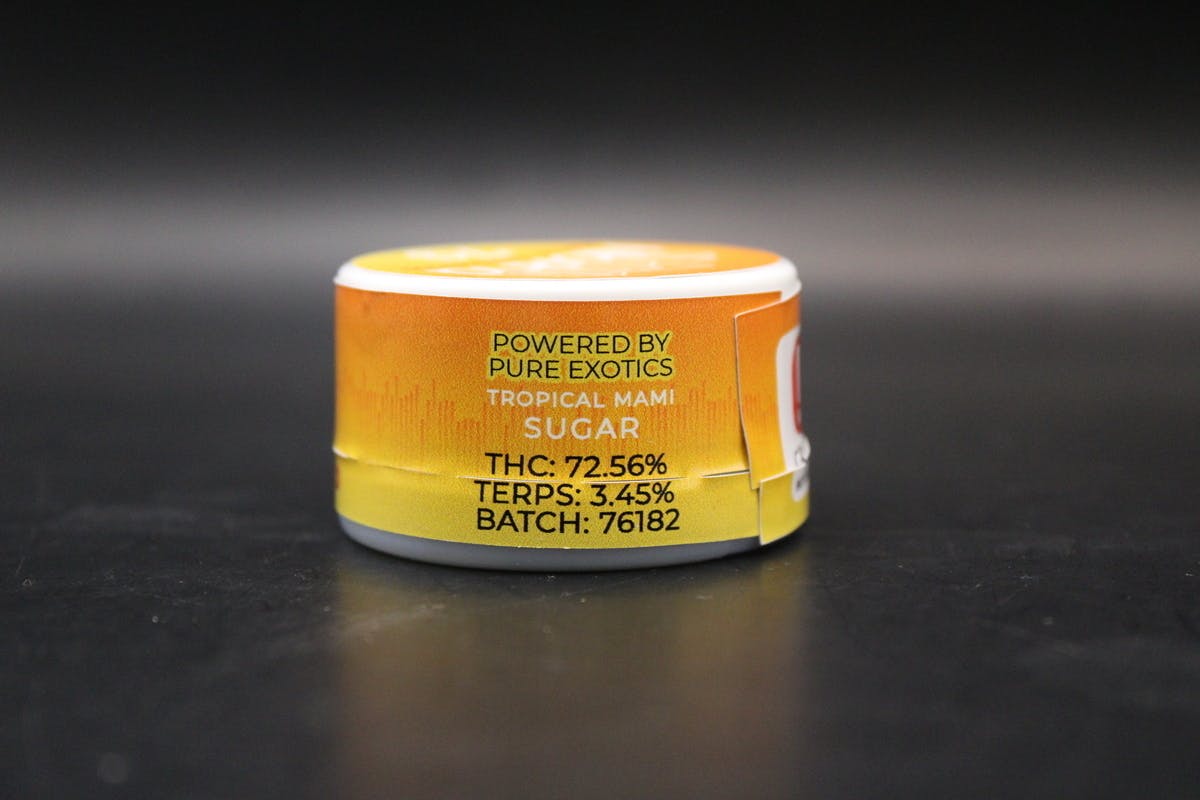 POWERED BY
PURE EXOTICS
TROPICAL MAMI
SUGAR
THC: 72.56%
TERPS: 3.45%
BATCH: 76182